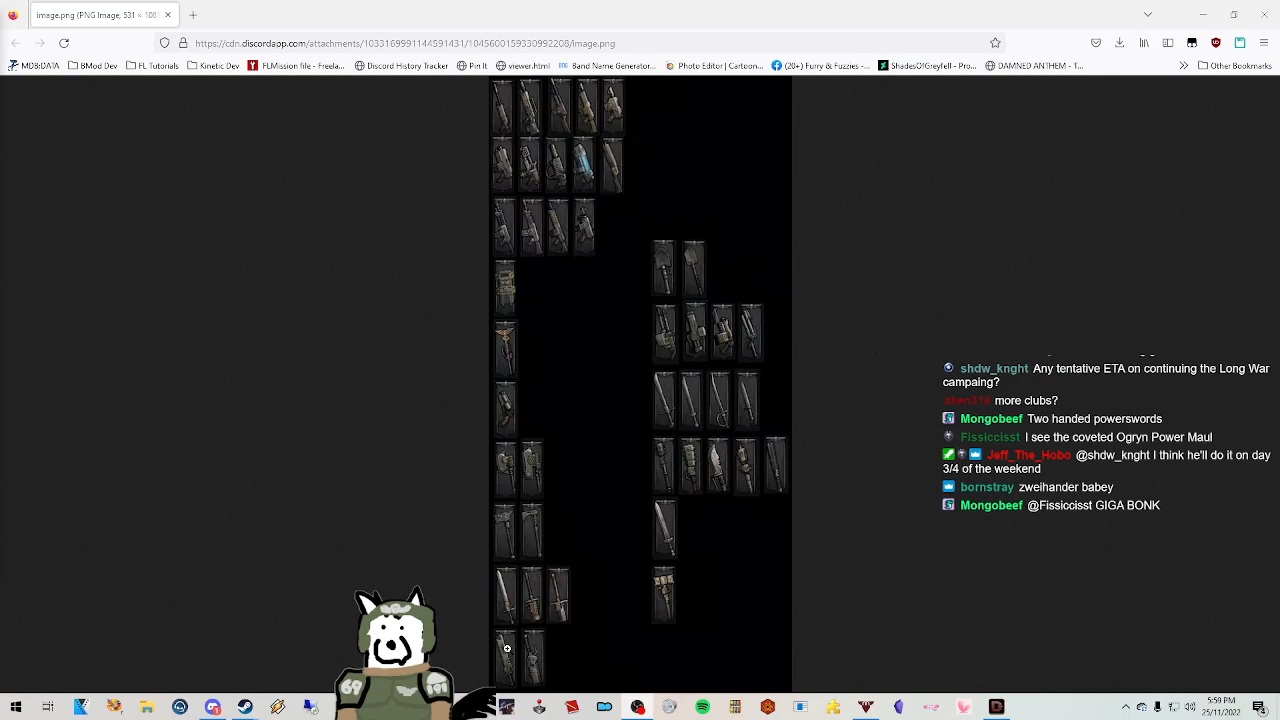 image.png (PNG Image, 531 × 108
https://cdn.discordapp.com/attachments/1033169991144591431/1045600199330092208/image.png
MDB:DATA BMod Dev FL Tutorials Kinetic Dev FLMission file - Freela... Discord History Tracker Pin It viewer.html Band Name Generator... Photo Editor | Cartoon... (20+) Furry & Fuzzies -... ShadesOfGreyfell - Pro... DAMNED ANTHEM - T... Other Bookmarks
shdw_knght Any tentative ETA on continuing the Long War
campaing?
more clubs?
Mongobeef Two handed powerswords
Fissiccisst I see the coveted Ogryn Power Maul
Jeff_The_Hobo @shdw_knght I think he'll do it on day
3/4 of the weekend
bornstray zweihander babey
Mongobeef @Fissiccisst GIGA BONK
69
5:59 PM
25/11/2022